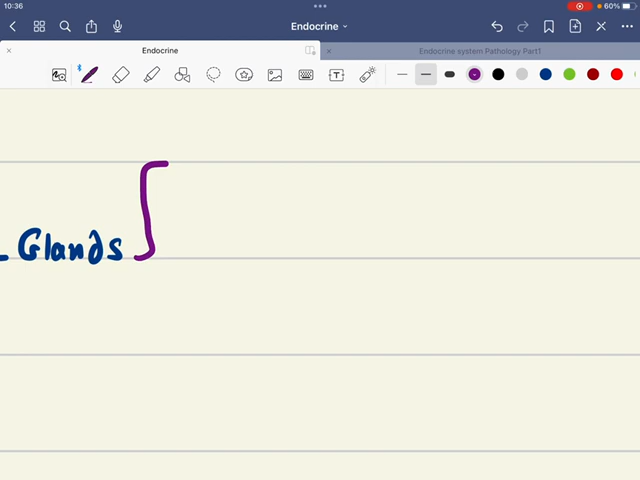 10:36
60%
Endocrine
Endocrine
Endocrine system Pathology Part1
T
Glands